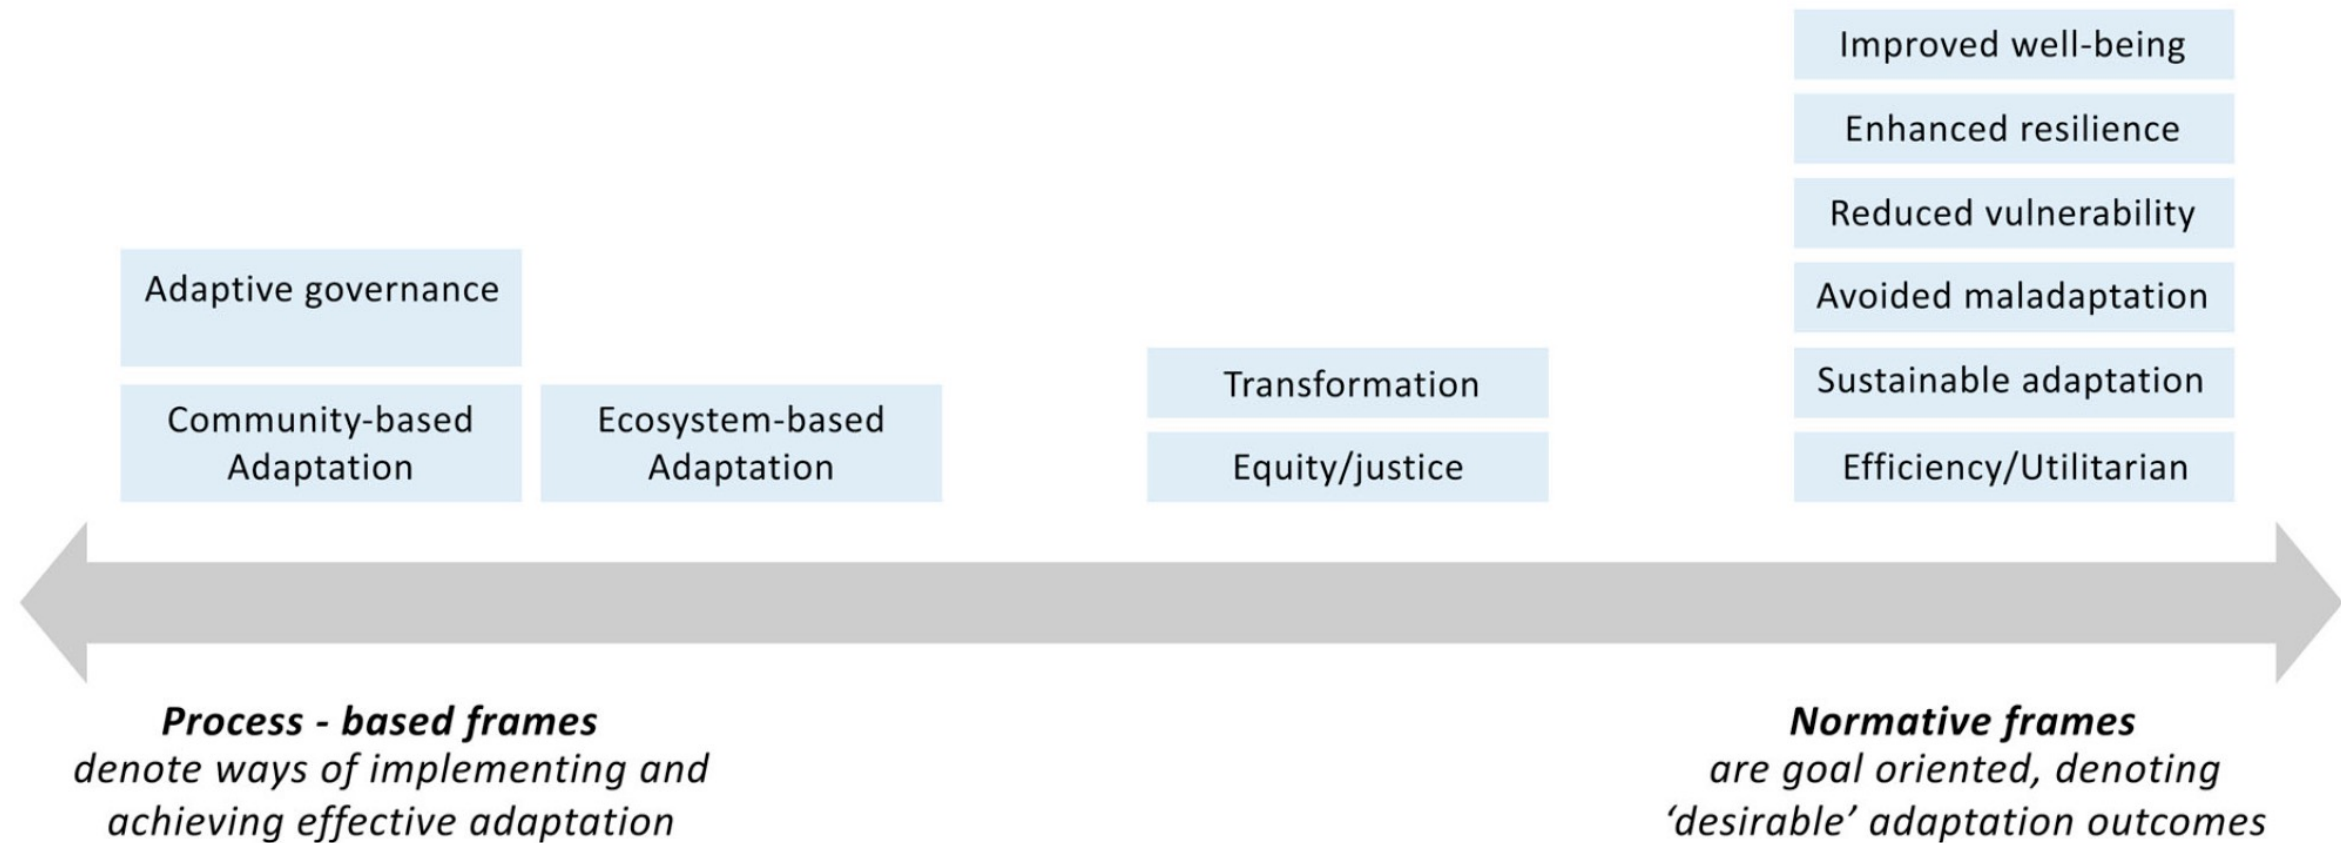 Adaptive governance
Community-based
Adaptation
Ecosystem-based
Adaptation
Transformation
Equity/justice
Improved well-being
Enhanced resilience
Reduced vulnerability
Avoided maladaptation
Sustainable adaptation
Efficiency/Utilitarian
Process - based frames
denote ways of implementing and
achieving effective adaptation
Normative frames
are goal oriented, denoting
‘desirable’ adaptation outcomes